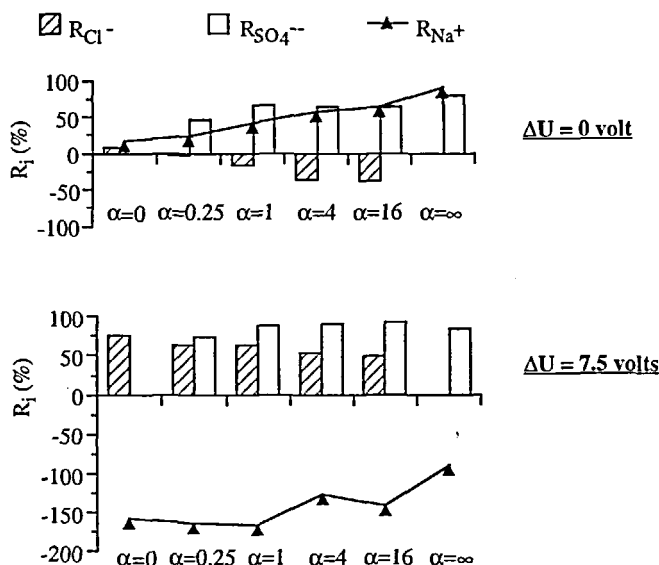 R_Cl⁻ R_SO₄⁻⁻ R_Na⁺
R_i (%)
100
50
0
-50
-100
α=0 α=0.25 α=1 α=4 α=16 α=∞
ΔU = 0 volt
R_i (%)
100
50
0
-50
-100
-150
-200
α=0 α=0.25 α=1 α=4 α=16 α=∞
ΔU = 7.5 volts